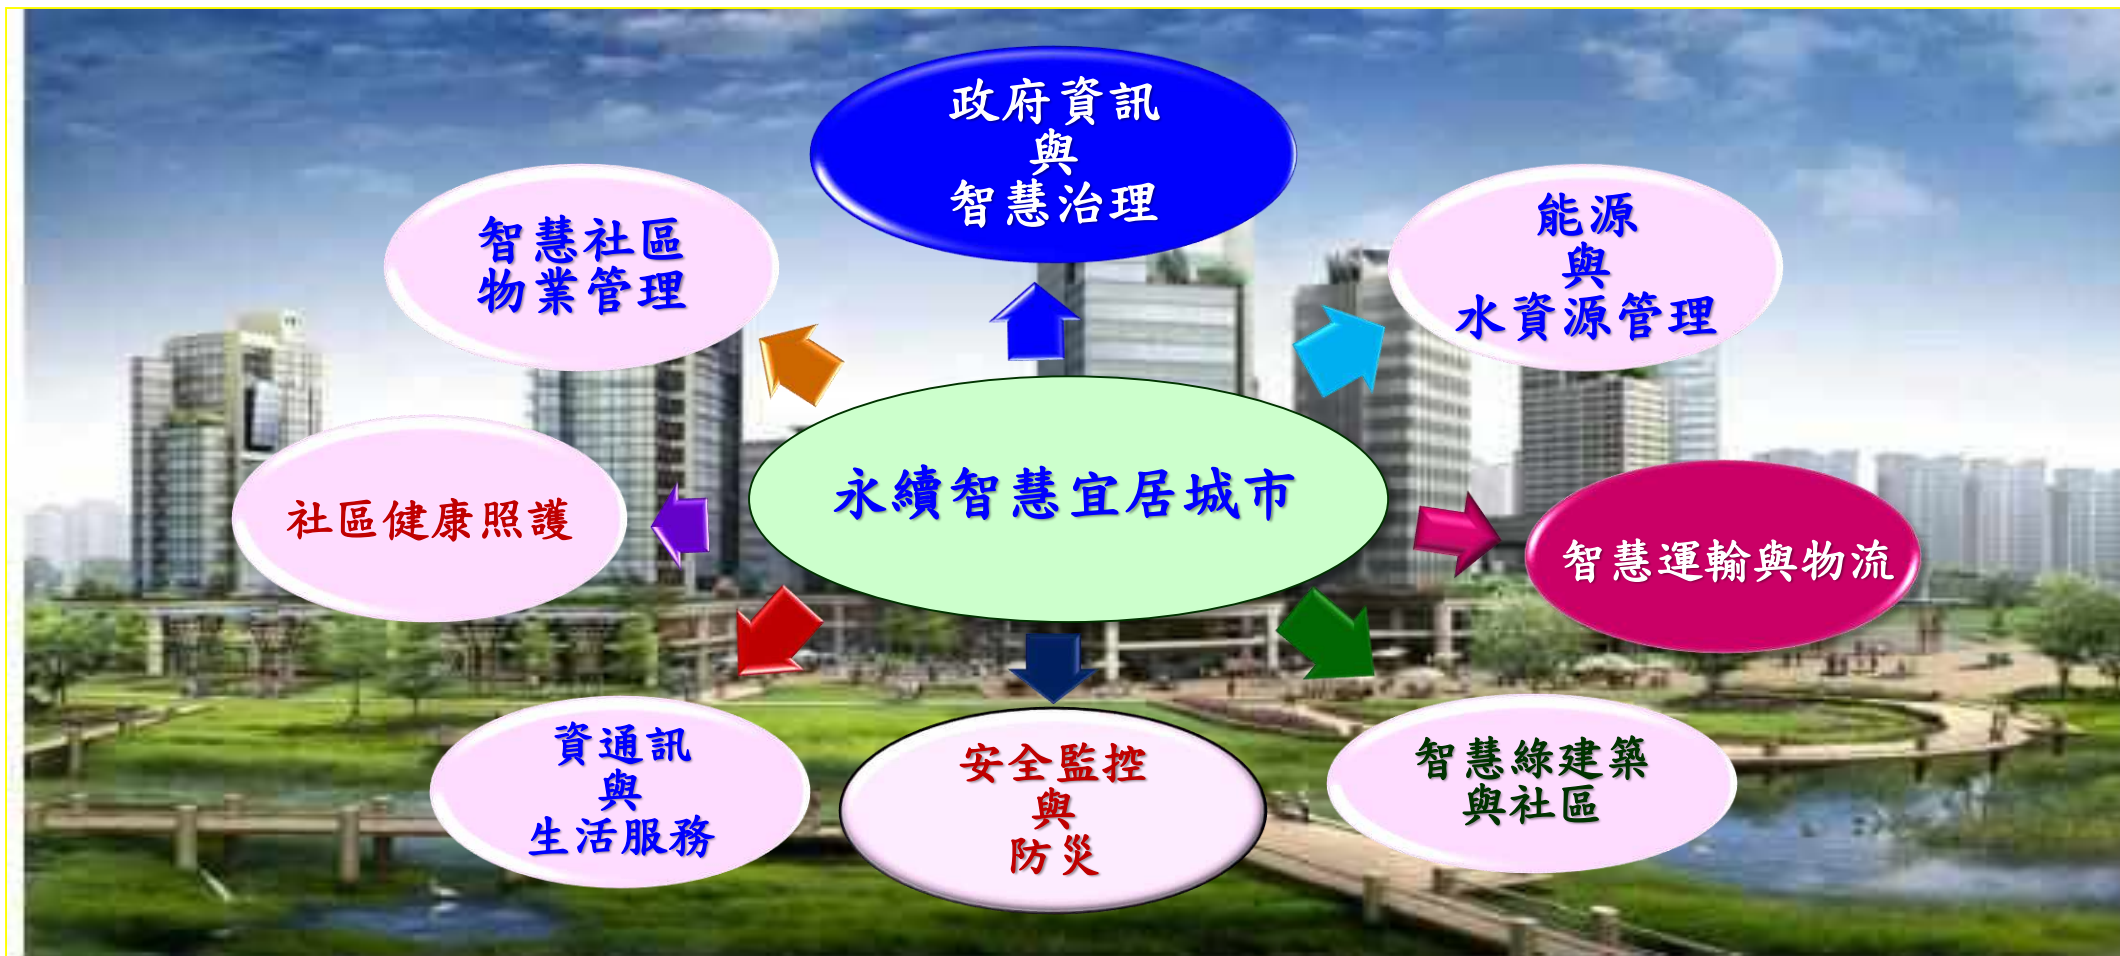 政府資訊
與
智慧治理
智慧社區
物業管理
能源
與
水資源管理
社區健康照護
永續智慧宜居城市
智慧運輸與物流
資通訊
與
生活服務
安全監控
與
防災
智慧綠建築
與社區